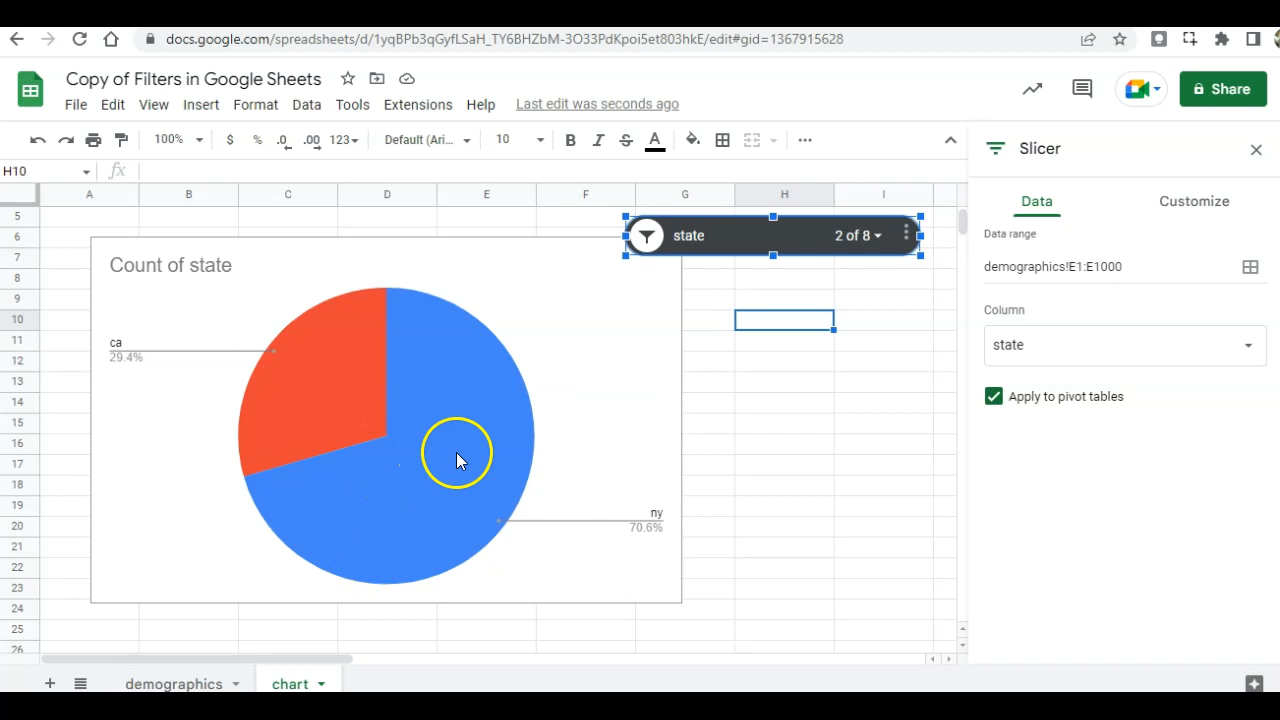 docs.google.com/spreadsheets/d/1yqBPb3qGyfLSaH_TY6BHZbM-3O33PdKpoi5et803hkE/edit#gid=1367915628
Copy of Filters in Google Sheets
File Edit View Insert Format Data Tools Extensions Help Last edit was seconds ago
Share
100% $ % .0 .00 123 Default (Ari... 10 B I S A
H10 fx
Slicer
Data Customize
Data range
demographics!E1:E1000
Column
state
Apply to pivot tables
A B C D E F G H I
5
6
7
8
9
10
11
12
13
14
15
16
17
18
19
20
21
22
23
24
25
26
state 2 of 8
Count of state
ca
29.4%
ny
70.6%
demographics chart